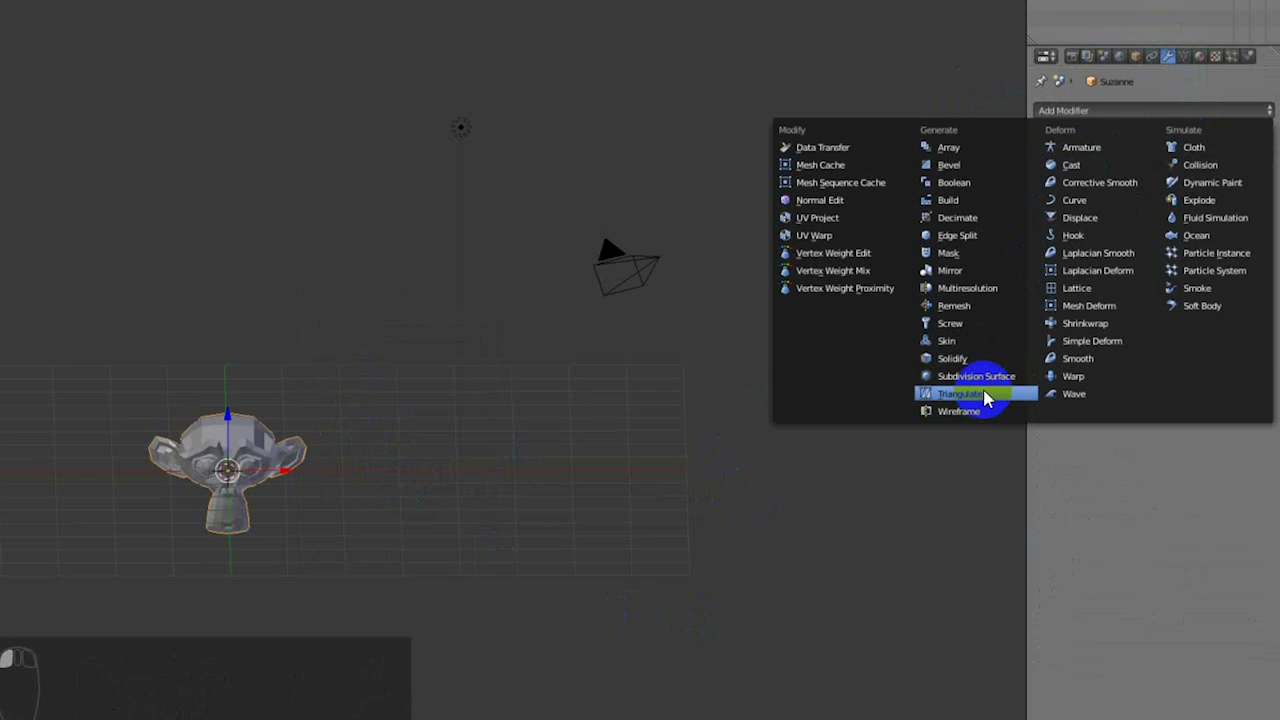 Suzanne
Add Modifier
Modify
Data Transfer
Mesh Cache
Mesh Sequence Cache
Normal Edit
UV Project
UV Warp
Vertex Weight Edit
Vertex Weight Mix
Vertex Weight Proximity
Generate
Array
Bevel
Boolean
Build
Decimate
Edge Split
Mask
Mirror
Multiresolution
Remesh
Screw
Skin
Solidify
Subdivision Surface
Triangulate
Wireframe
Deform
Armature
Cast
Corrective Smooth
Curve
Displace
Hook
Laplacian Smooth
Laplacian Deform
Lattice
Mesh Deform
Shrinkwrap
Simple Deform
Smooth
Warp
Wave
Simulate
Cloth
Collision
Dynamic Paint
Explode
Fluid Simulation
Ocean
Particle Instance
Particle System
Smoke
Soft Body